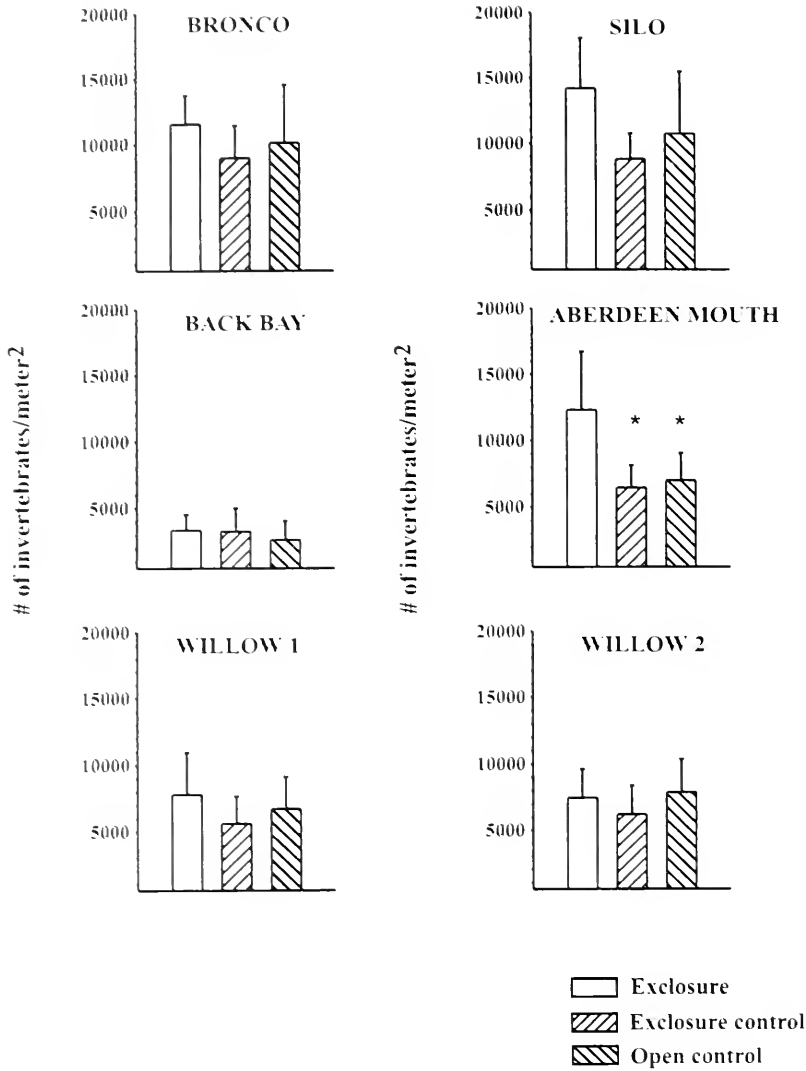 BRONCO
20000
15000
10000
5000
SILO
20000
15000
10000
5000
# of invertebrates/meter2
BACK BAY
20000
15000
10000
5000
# of invertebrates/meter2
ABERDEEN MOUTH
20000
15000
10000
5000
* *
WILLOW 1
20000
15000
10000
5000
WILLOW 2
20000
15000
10000
5000
Exclosure
Exclosure control
Open control